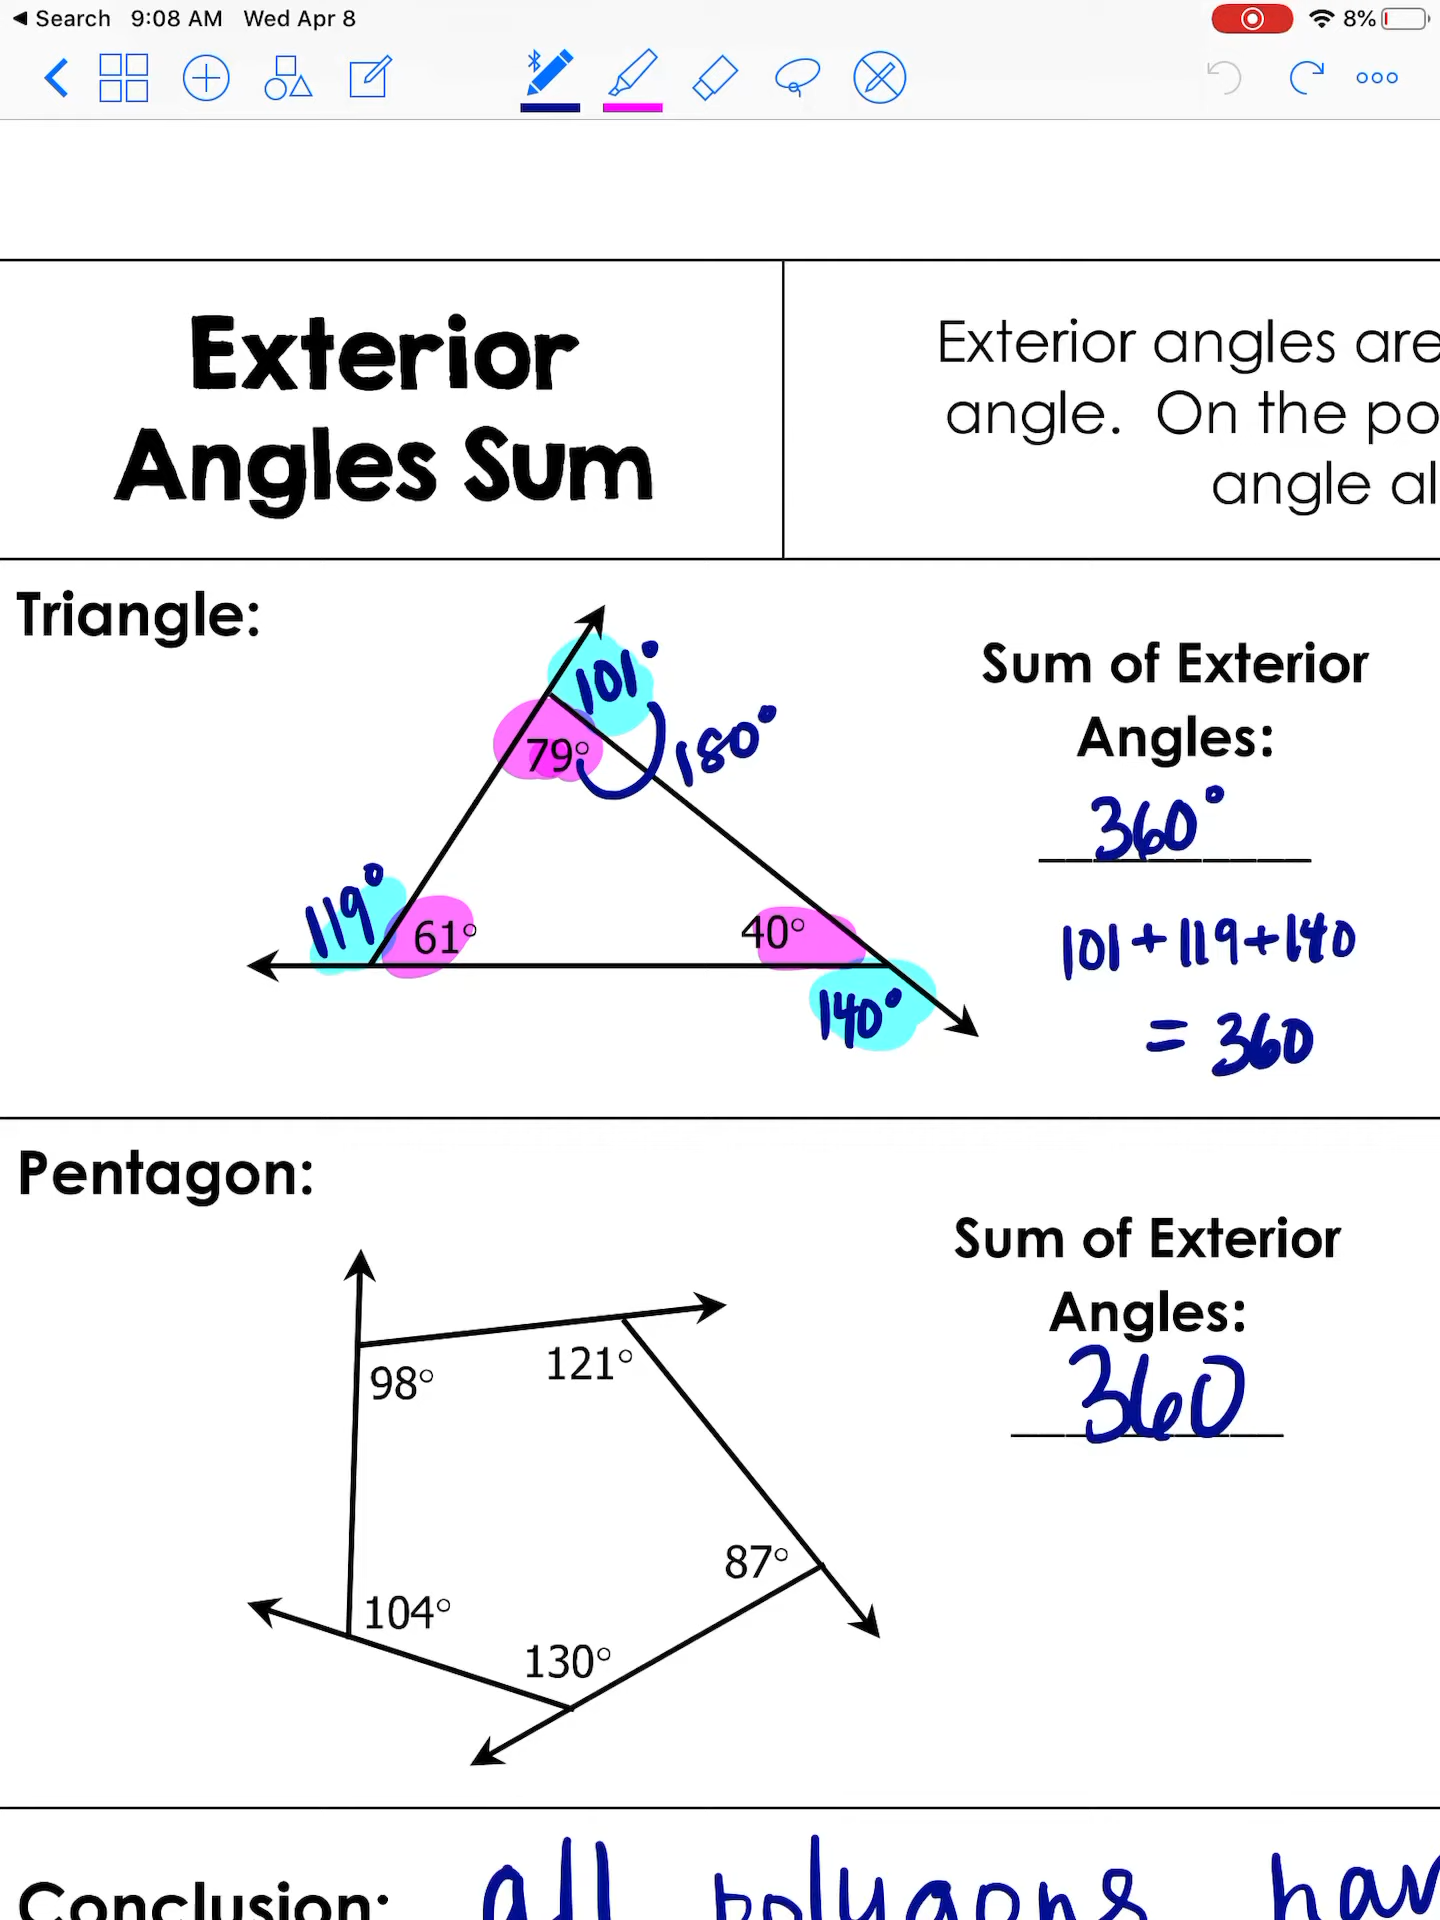 Search 9:08 AM Wed Apr 8 8%
Exterior
Angles Sum
Exterior angles are
angle. On the po
angle al
Triangle:
101°
180°
79°
119°
61°
40°
140°
Sum of Exterior
Angles:
360°
101+119+140
= 360
Pentagon:
98°
121°
87°
104°
130°
Sum of Exterior
Angles:
360
Conclusion: all polygons hav